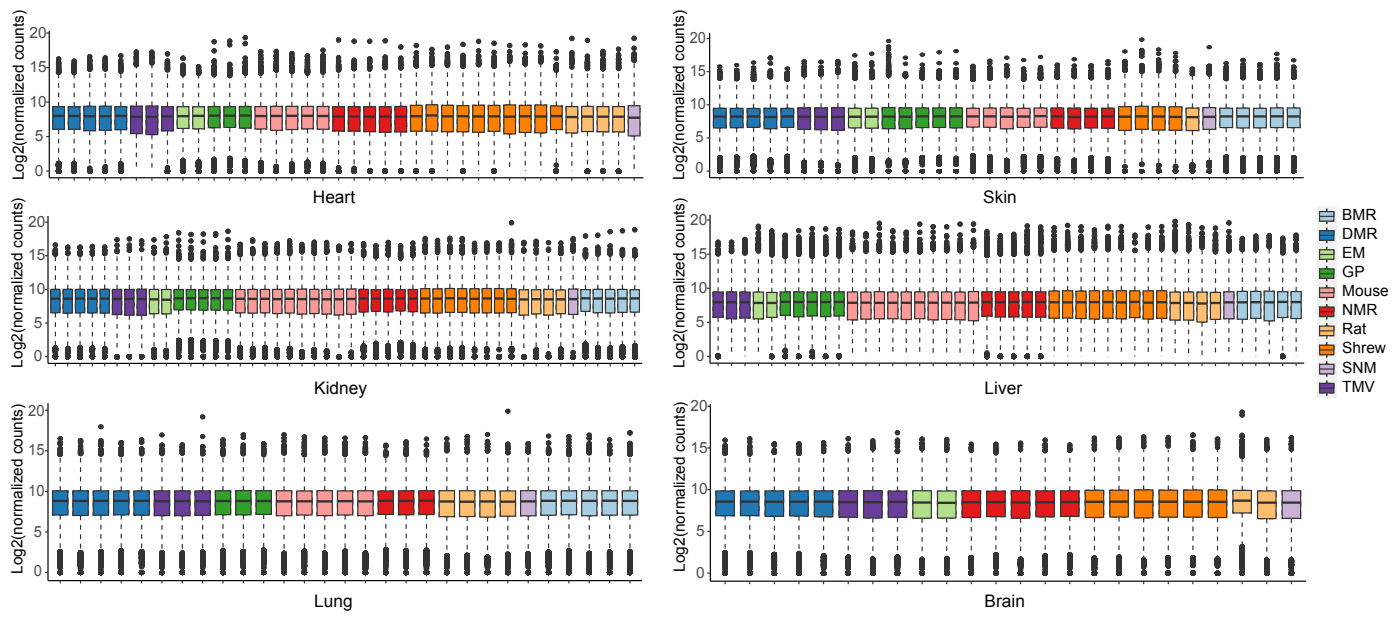 Log2(normalized counts)
20
15
10
5
0
Heart
Log2(normalized counts)
20
15
10
5
0
Skin
Log2(normalized counts)
20
15
10
5
0
Kidney
Log2(normalized counts)
20
15
10
5
0
Liver
BMR
DMR
EM
GP
Mouse
NMR
Rat
Shrew
SNM
TMV
Log2(normalized counts)
20
15
10
5
0
Lung
Log2(normalized counts)
20
15
10
5
0
Brain